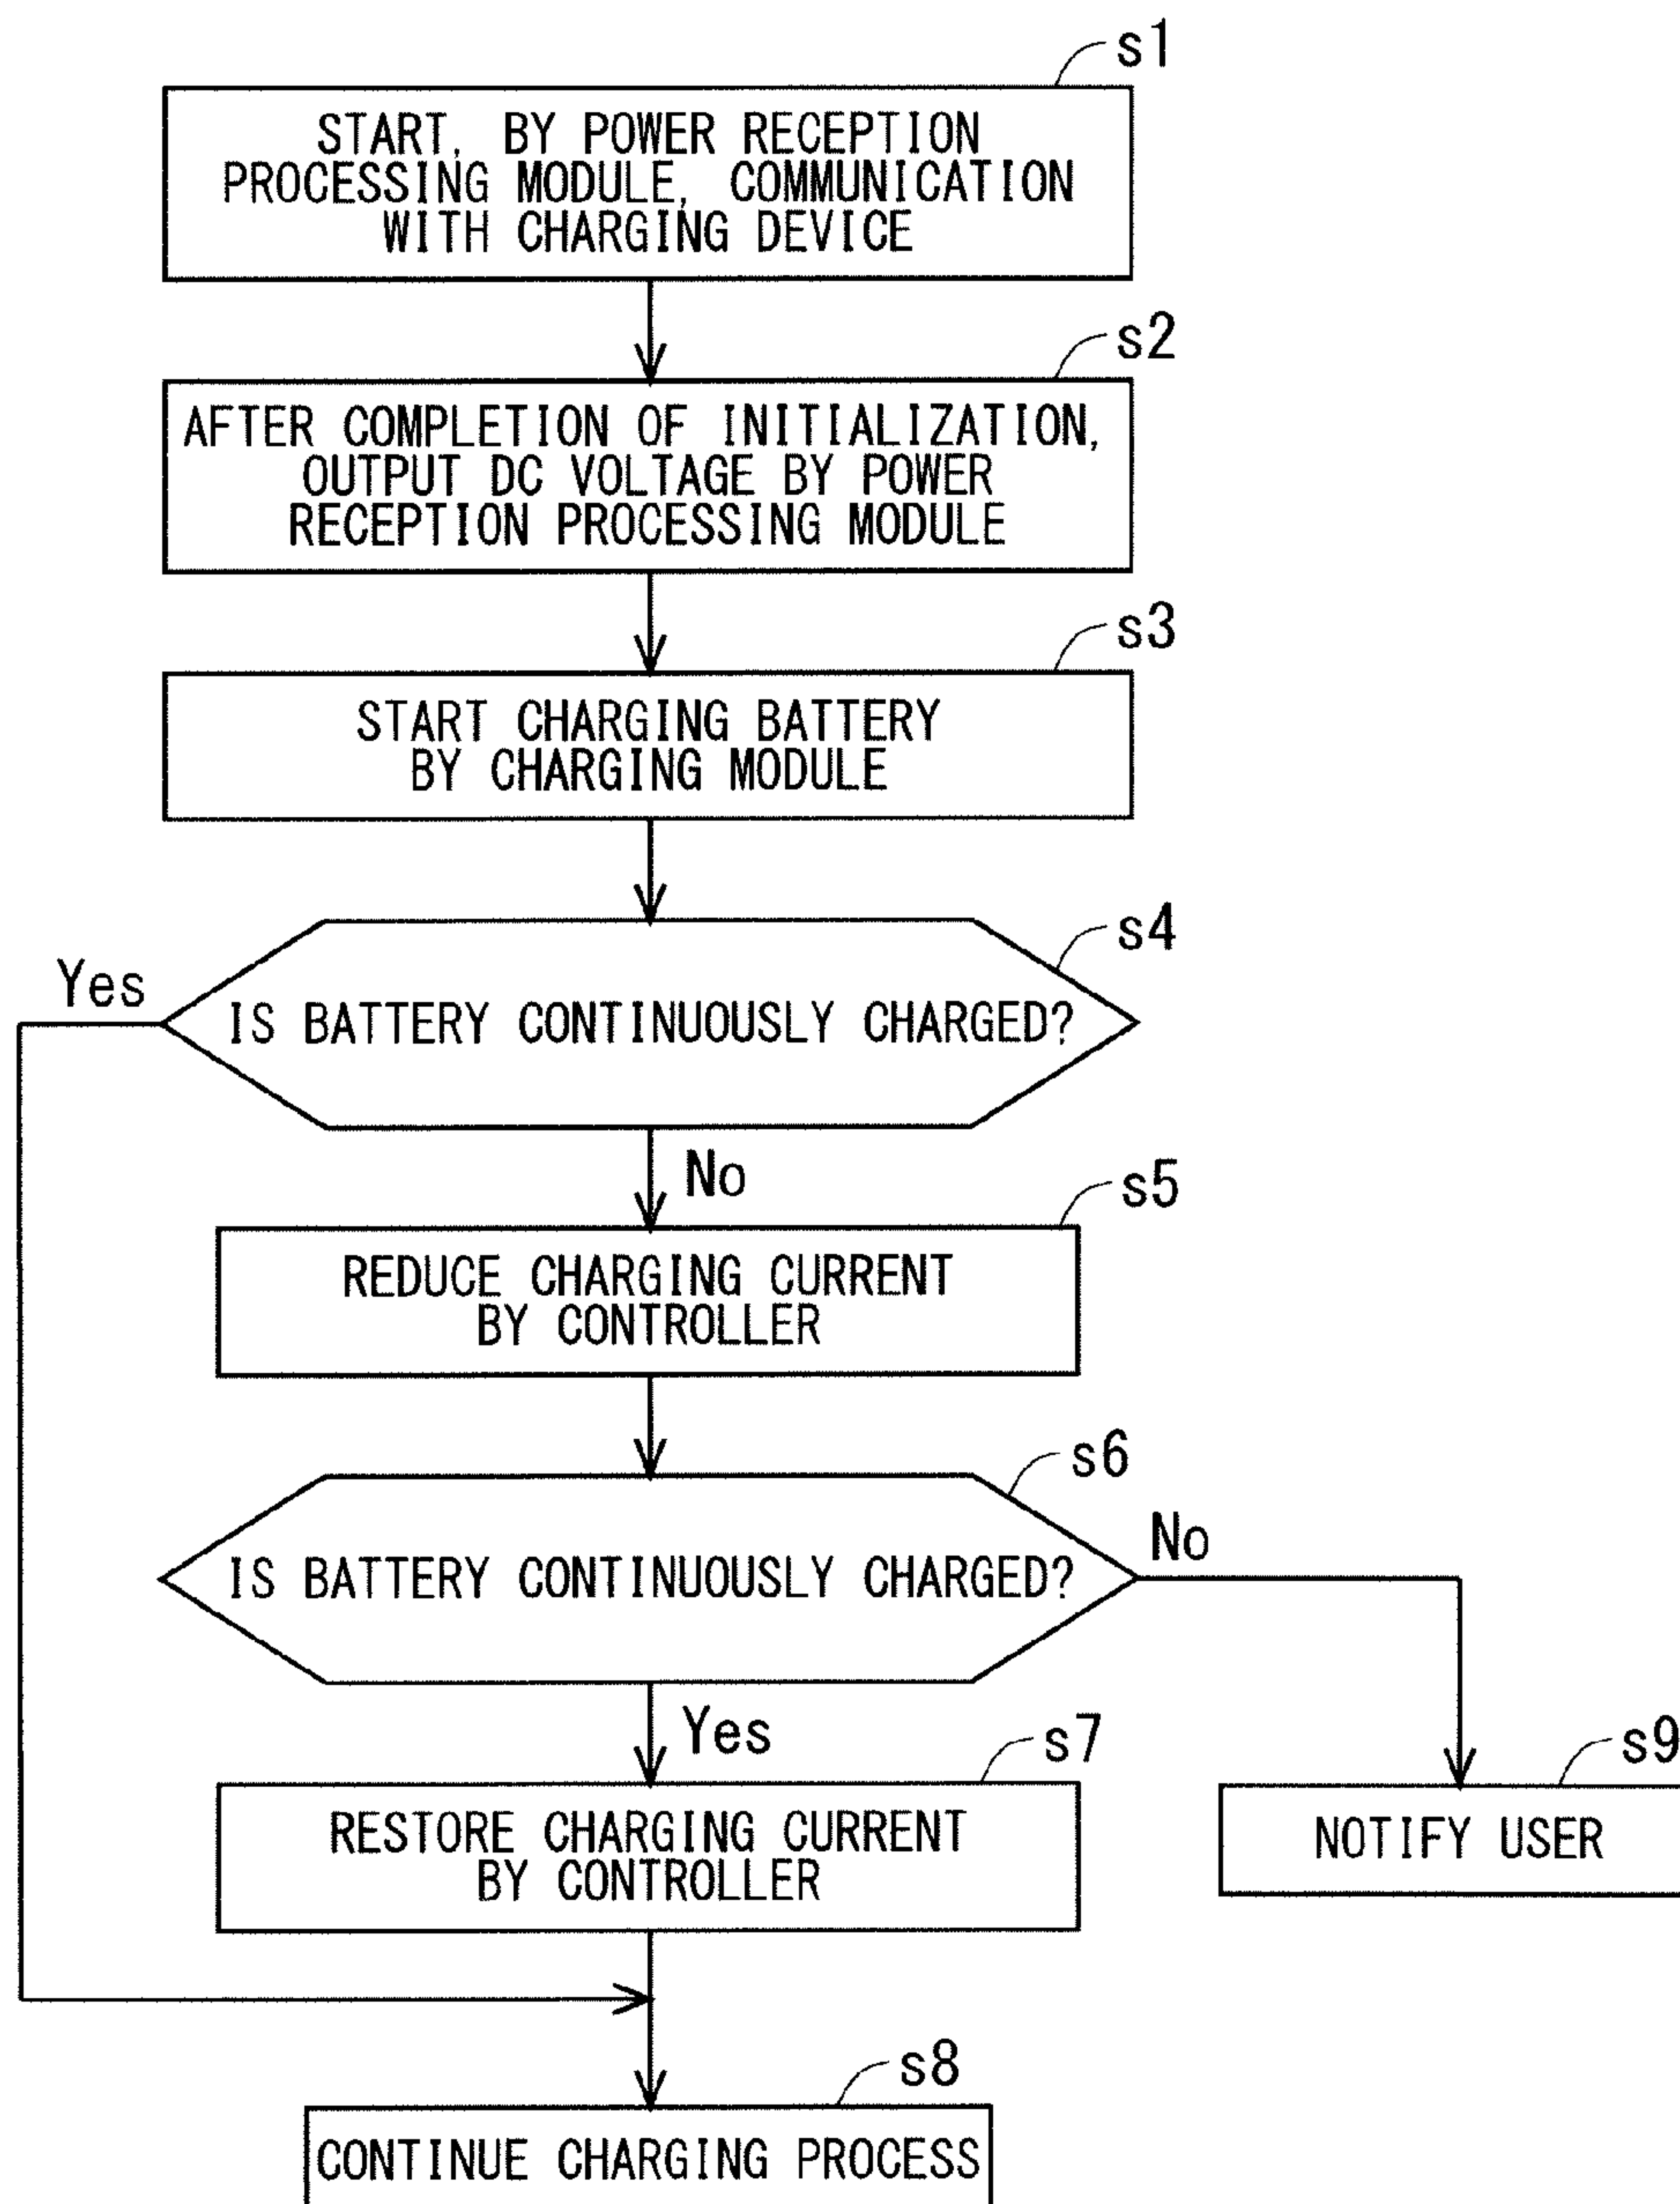 s1
START, BY POWER RECEPTION
PROCESSING MODULE, COMMUNICATION
WITH CHARGING DEVICE
s2
AFTER COMPLETION OF INITIALIZATION,
OUTPUT DC VOLTAGE BY POWER
RECEPTION PROCESSING MODULE
s3
START CHARGING BATTERY
BY CHARGING MODULE
s4
Yes
IS BATTERY CONTINUOUSLY CHARGED?
No
s5
REDUCE CHARGING CURRENT
BY CONTROLLER
s6
IS BATTERY CONTINUOUSLY CHARGED?
No
Yes
s7
RESTORE CHARGING CURRENT
BY CONTROLLER
s9
NOTIFY USER
s8
CONTINUE CHARGING PROCESS